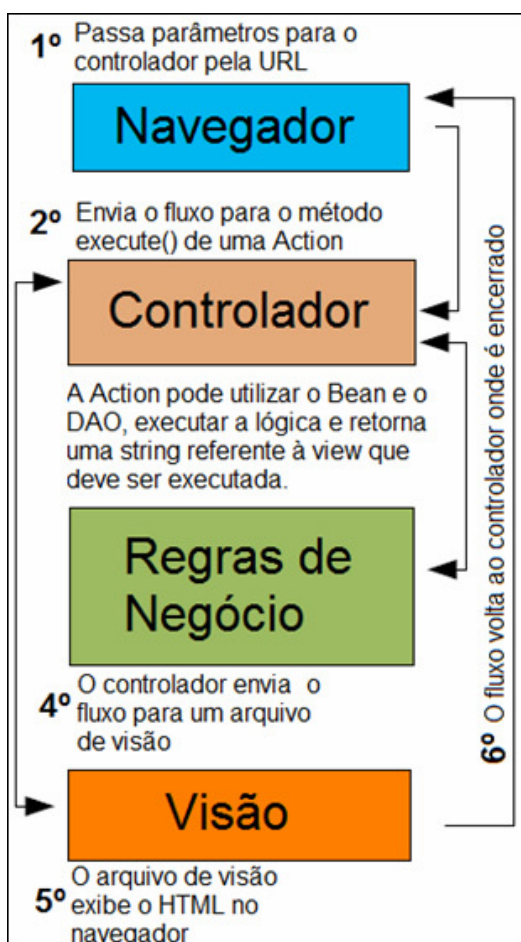 1º Passa parâmetros para o
controlador pela URL
Navegador
2º Envia o fluxo para o método
execute() de uma Action
Controlador
A Action pode utilizar o Bean e o
DAO, executar a lógica e retorna
uma string referente à view que
deve ser executada.
Regras de
Negócio
4º O controlador envia o
fluxo para um arquivo
de visão
Visão
5º O arquivo de visão
exibe o HTML no
navegador
6º O fluxo volta ao controlador onde é encerrado